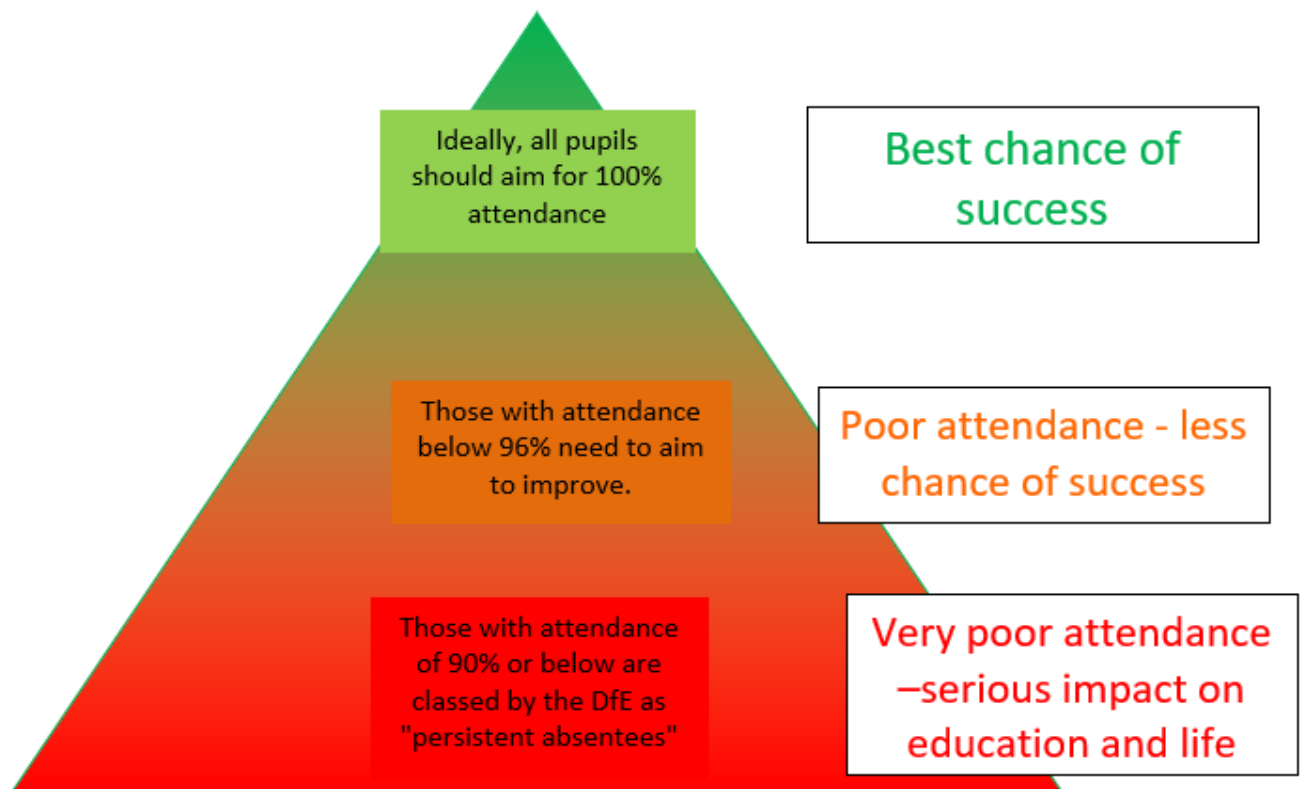 Ideally, all pupils
should aim for 100%
attendance
Best chance of
success
Those with attendance
below 96% need to aim
to improve.
Poor attendance - less
chance of success
Those with attendance
of 90% or below are
classed by the DfE as
"persistent absentees"
Very poor attendance
–serious impact on
education and life